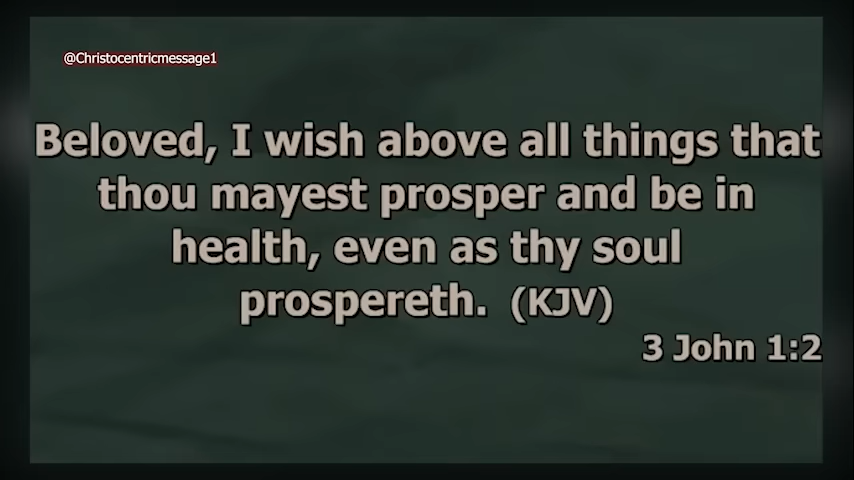 @Christocentricmessage1
Beloved, I wish above all things that
thou mayest prosper and be in
health, even as thy soul
prospereth. (KJV)
3 John 1:2